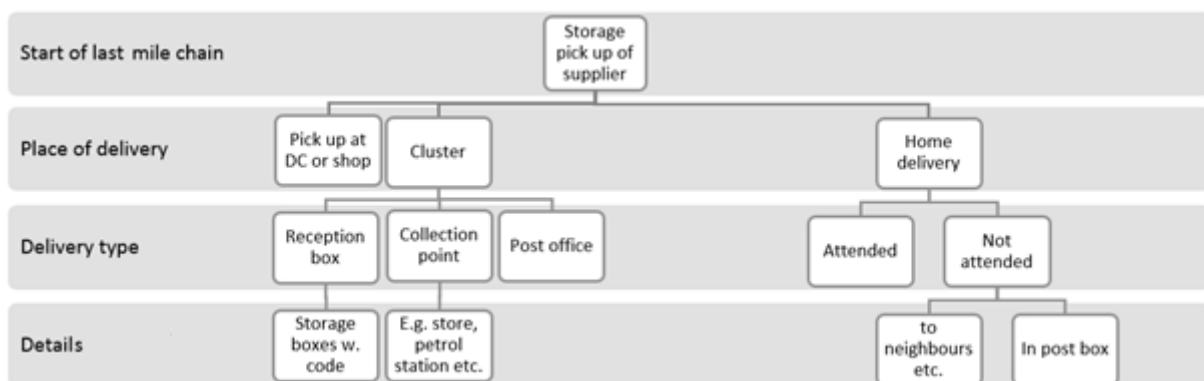 Start of last mile chain
Storage
pick up of
supplier
Place of delivery
Pick up at
DC or shop
Cluster
Home
delivery
Delivery type
Reception
box
Collection
point
Post office
Attended
Not
attended
Details
Storage
boxes w.
code
E.g. store,
petrol
station etc.
to
neighbours
etc.
In post box